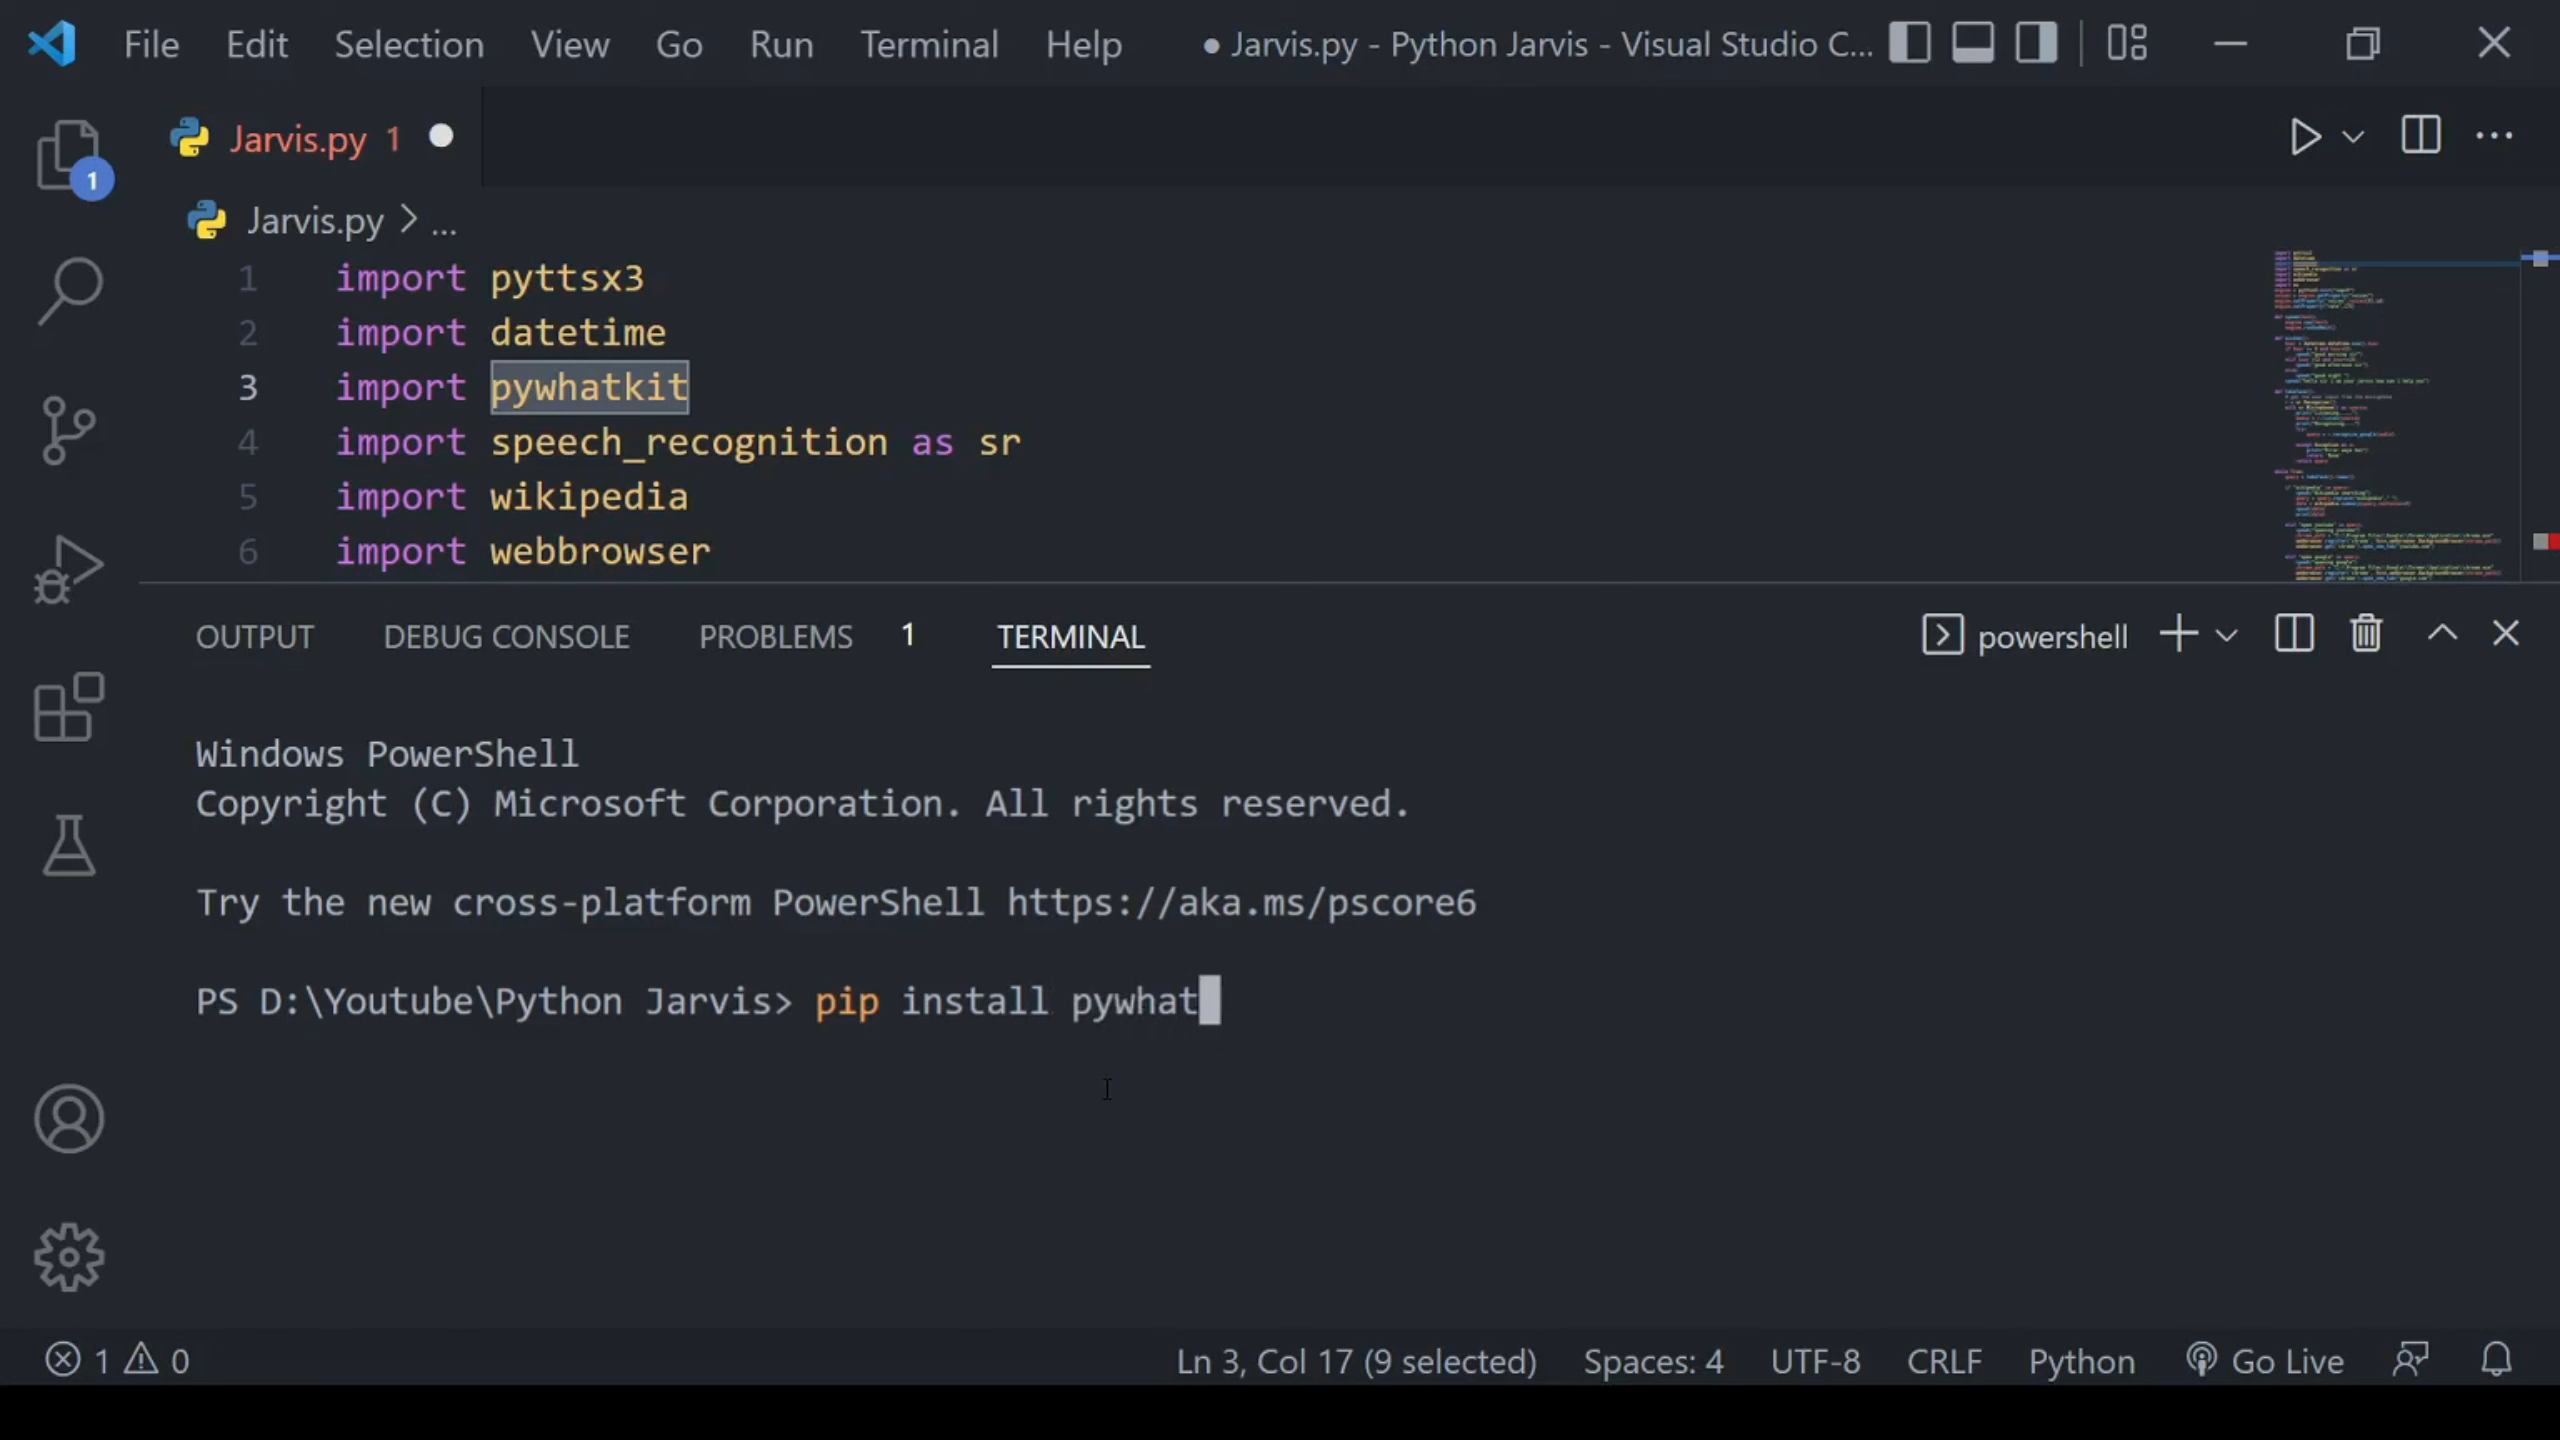 File Edit Selection View Go Run Terminal Help ● Jarvis.py - Python Jarvis - Visual Studio C...
Jarvis.py 1
1
Jarvis.py > ...
1 import pyttsx3
2 import datetime
3 import pywhatkit
4 import speech_recognition as sr
5 import wikipedia
6 import webbrowser
OUTPUT DEBUG CONSOLE PROBLEMS 1 TERMINAL powershell
Windows PowerShell
Copyright (C) Microsoft Corporation. All rights reserved.
Try the new cross-platform PowerShell https://aka.ms/pscore6
PS D:\Youtube\Python Jarvis> pip install pywhat
1 0 Ln 3, Col 17 (9 selected) Spaces: 4 UTF-8 CRLF Python Go Live